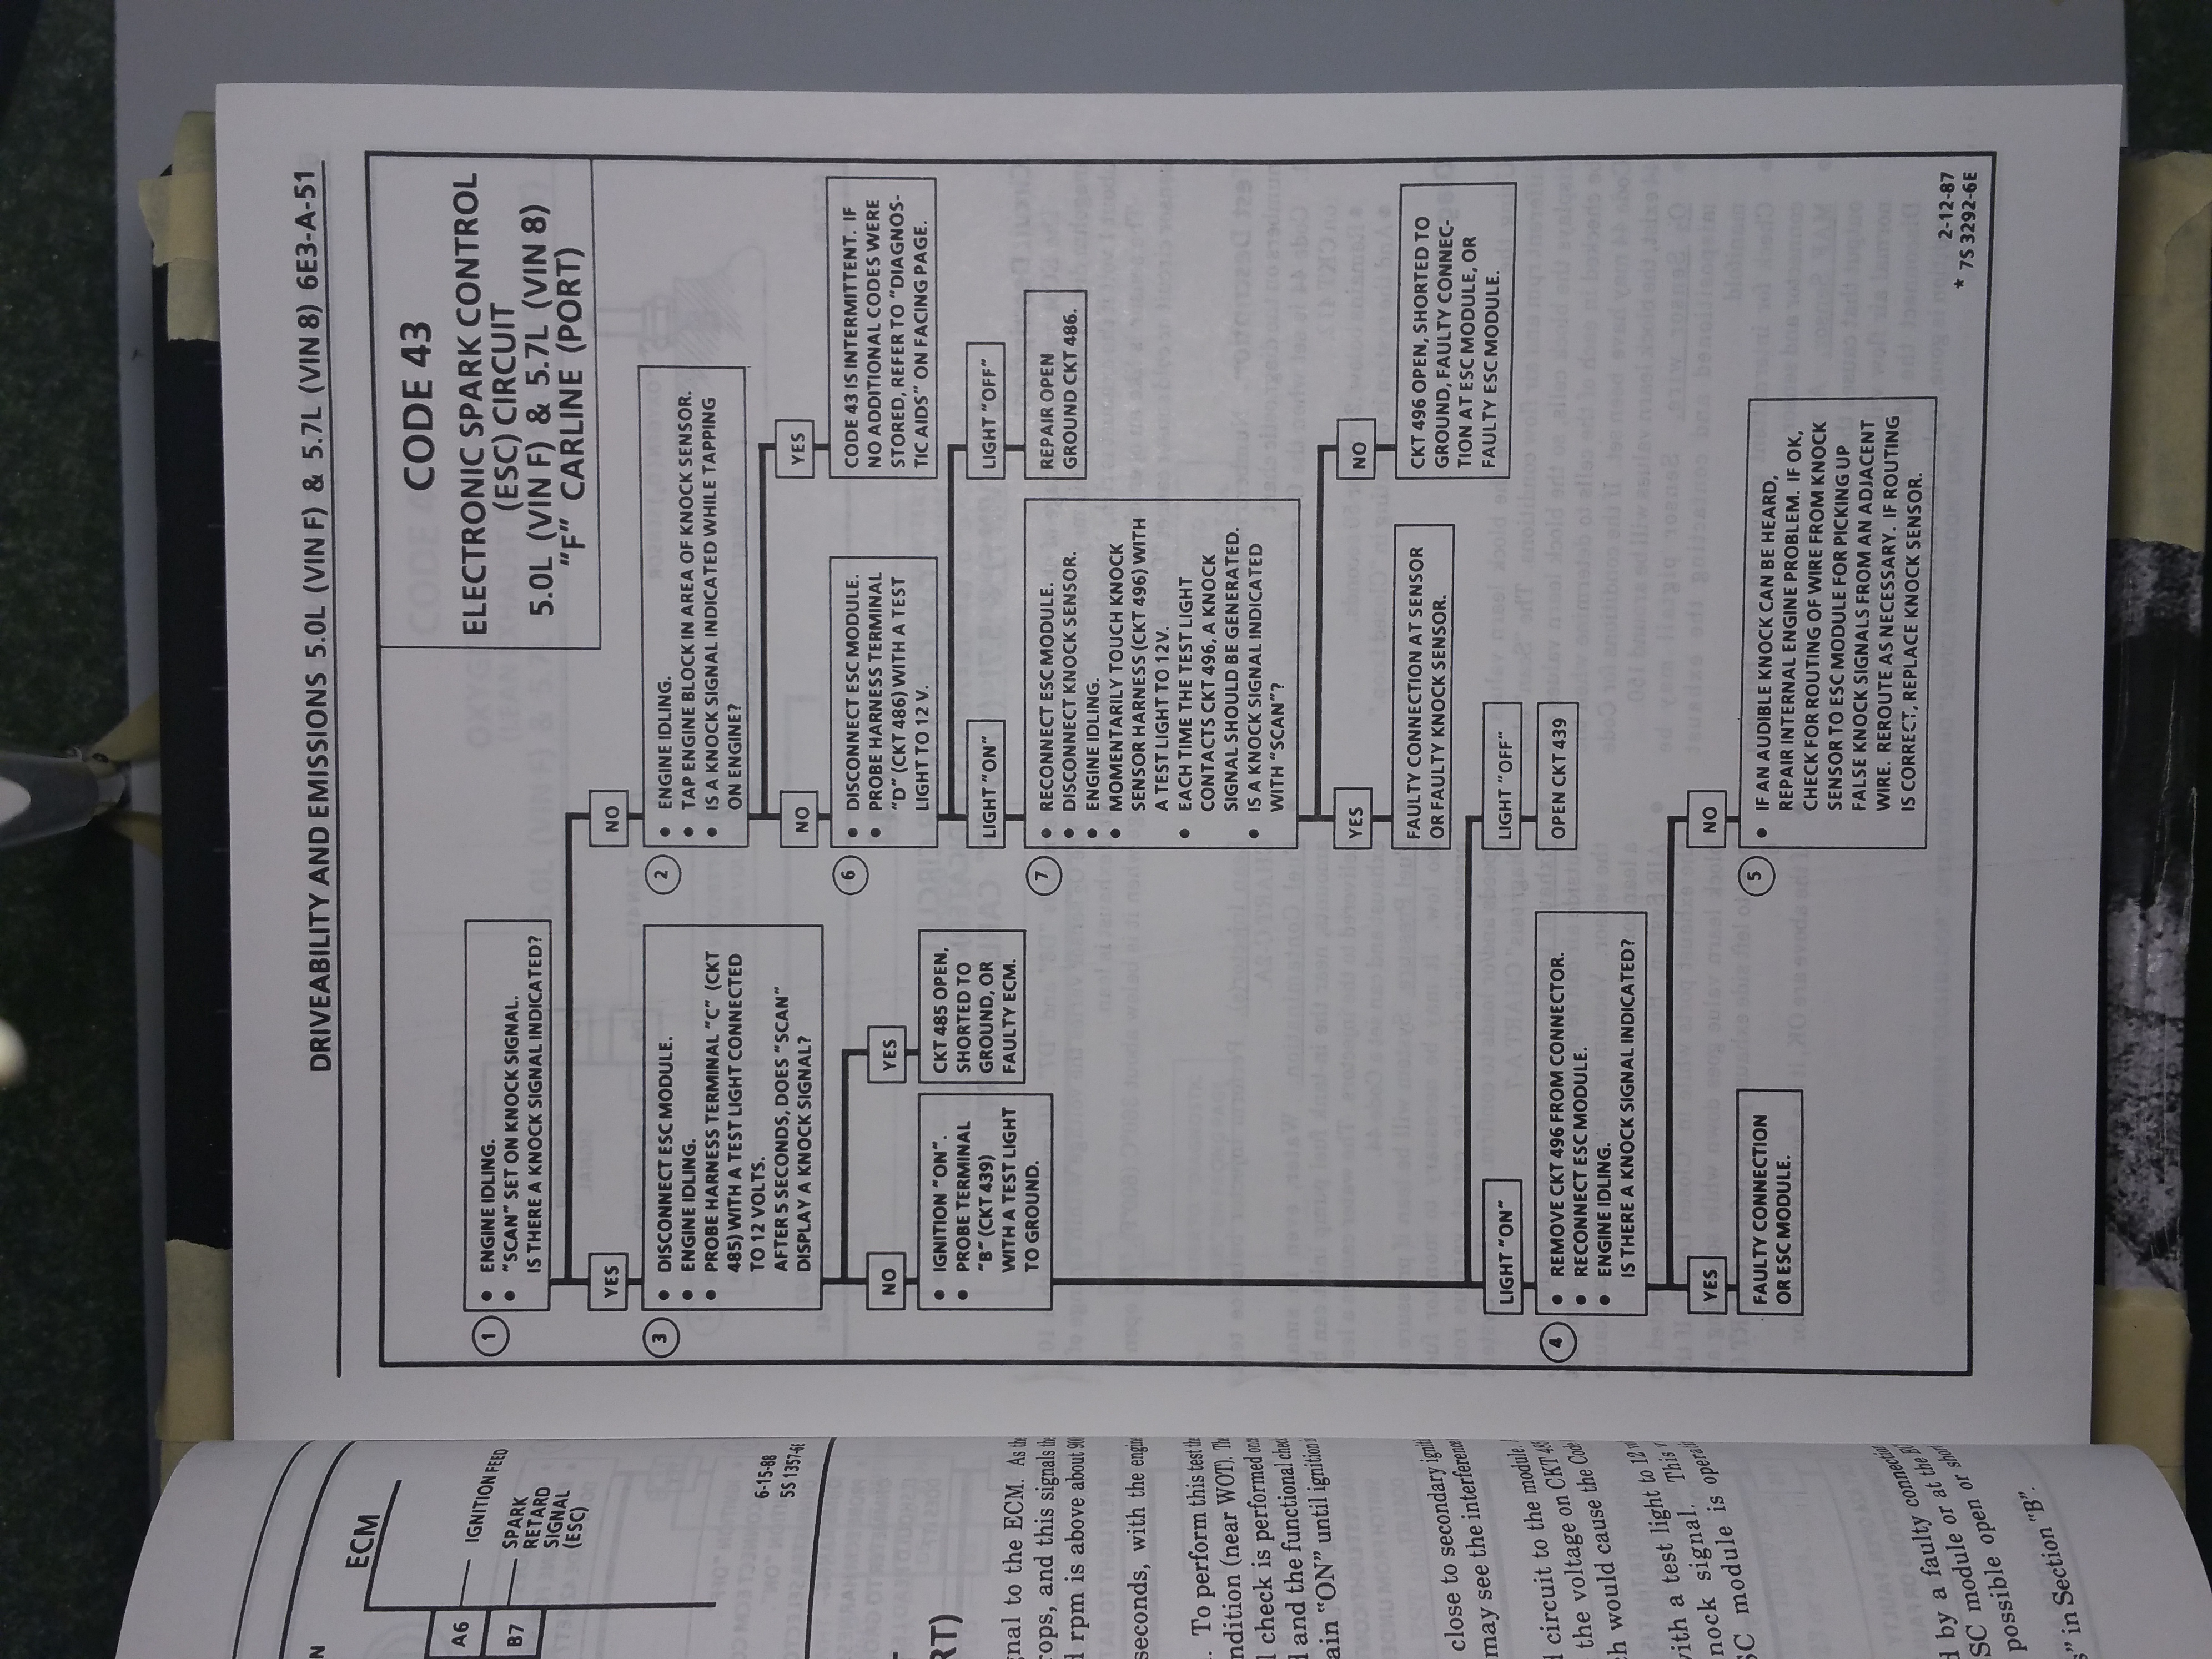 DRIVEABILITY AND EMISSIONS 5.0L (VIN F) & 5.7L (VIN 8) 6E3-A-51
CODE 43
ELECTRONIC SPARK CONTROL
(ESC) CIRCUIT
5.0L (VIN F) & 5.7L (VIN 8)
"F" CARLINE (PORT)
1
● ENGINE IDLING.
● "SCAN" SET ON KNOCK SIGNAL.
IS THERE A KNOCK SIGNAL INDICATED?
YES
NO
3
● DISCONNECT ESC MODULE.
● ENGINE IDLING.
● PROBE HARNESS TERMINAL "C" (CKT
485) WITH A TEST LIGHT CONNECTED
TO 12 VOLTS.
AFTER 5 SECONDS, DOES "SCAN"
DISPLAY A KNOCK SIGNAL?
2
● ENGINE IDLING.
● TAP ENGINE BLOCK IN AREA OF KNOCK SENSOR.
● IS A KNOCK SIGNAL INDICATED WHILE TAPPING
ON ENGINE?
NO
YES
NO
YES
● IGNITION "ON".
● PROBE TERMINAL
"B" (CKT 439)
WITH A TEST LIGHT
TO GROUND.
CKT 485 OPEN,
SHORTED TO
GROUND, OR
FAULTY ECM.
6
● DISCONNECT ESC MODULE.
● PROBE HARNESS TERMINAL
"D" (CKT 486) WITH A TEST
LIGHT TO 12 V.
CODE 43 IS INTERMITTENT. IF
NO ADDITIONAL CODES WERE
STORED, REFER TO "DIAGNOS-
TIC AIDS" ON FACING PAGE.
LIGHT "ON"
LIGHT "OFF"
7
● RECONNECT ESC MODULE.
● DISCONNECT KNOCK SENSOR.
● ENGINE IDLING.
● MOMENTARILY TOUCH KNOCK
SENSOR HARNESS (CKT 496) WITH
A TEST LIGHT TO 12V.
● EACH TIME THE TEST LIGHT
CONTACTS CKT 496, A KNOCK
SIGNAL SHOULD BE GENERATED.
● IS A KNOCK SIGNAL INDICATED
WITH "SCAN"?
REPAIR OPEN
GROUND CKT 486.
YES
NO
FAULTY CONNECTION AT SENSOR
OR FAULTY KNOCK SENSOR.
CKT 496 OPEN, SHORTED TO
GROUND, FAULTY CONNEC-
TION AT ESC MODULE, OR
FAULTY ESC MODULE.
LIGHT "ON"
LIGHT "OFF"
4
● REMOVE CKT 496 FROM CONNECTOR.
● RECONNECT ESC MODULE.
● ENGINE IDLING.
IS THERE A KNOCK SIGNAL INDICATED?
OPEN CKT 439
YES
NO
FAULTY CONNECTION
OR ESC MODULE.
5
● IF AN AUDIBLE KNOCK CAN BE HEARD,
REPAIR INTERNAL ENGINE PROBLEM. IF OK,
CHECK FOR ROUTING OF WIRE FROM KNOCK
SENSOR TO ESC MODULE FOR PICKING UP
FALSE KNOCK SIGNALS FROM AN ADJACENT
WIRE. REROUTE AS NECESSARY. IF ROUTING
IS CORRECT, REPLACE KNOCK SENSOR.
2-12-87
* 7S 3292-6E
ECM
A6
IGNITION FEED
B7
SPARK
RETARD
SIGNAL
(ESC)
6-15-88
5S 1357-6E
gnal to the ECM. As the
rops, and this signals the
d rpm is above about
seconds, with the engine
To perform this test
ndition (near WOT).
check is performed
d and the functional check
ain "ON" until ignition
close to secondary
may see the interference
circuit to the module.
the voltage on CKT
h would cause the Code
with a test light to 12
nock signal. This
SC module is
d by a faulty connection
SC module or at the
possible open or
s" in Section "B".